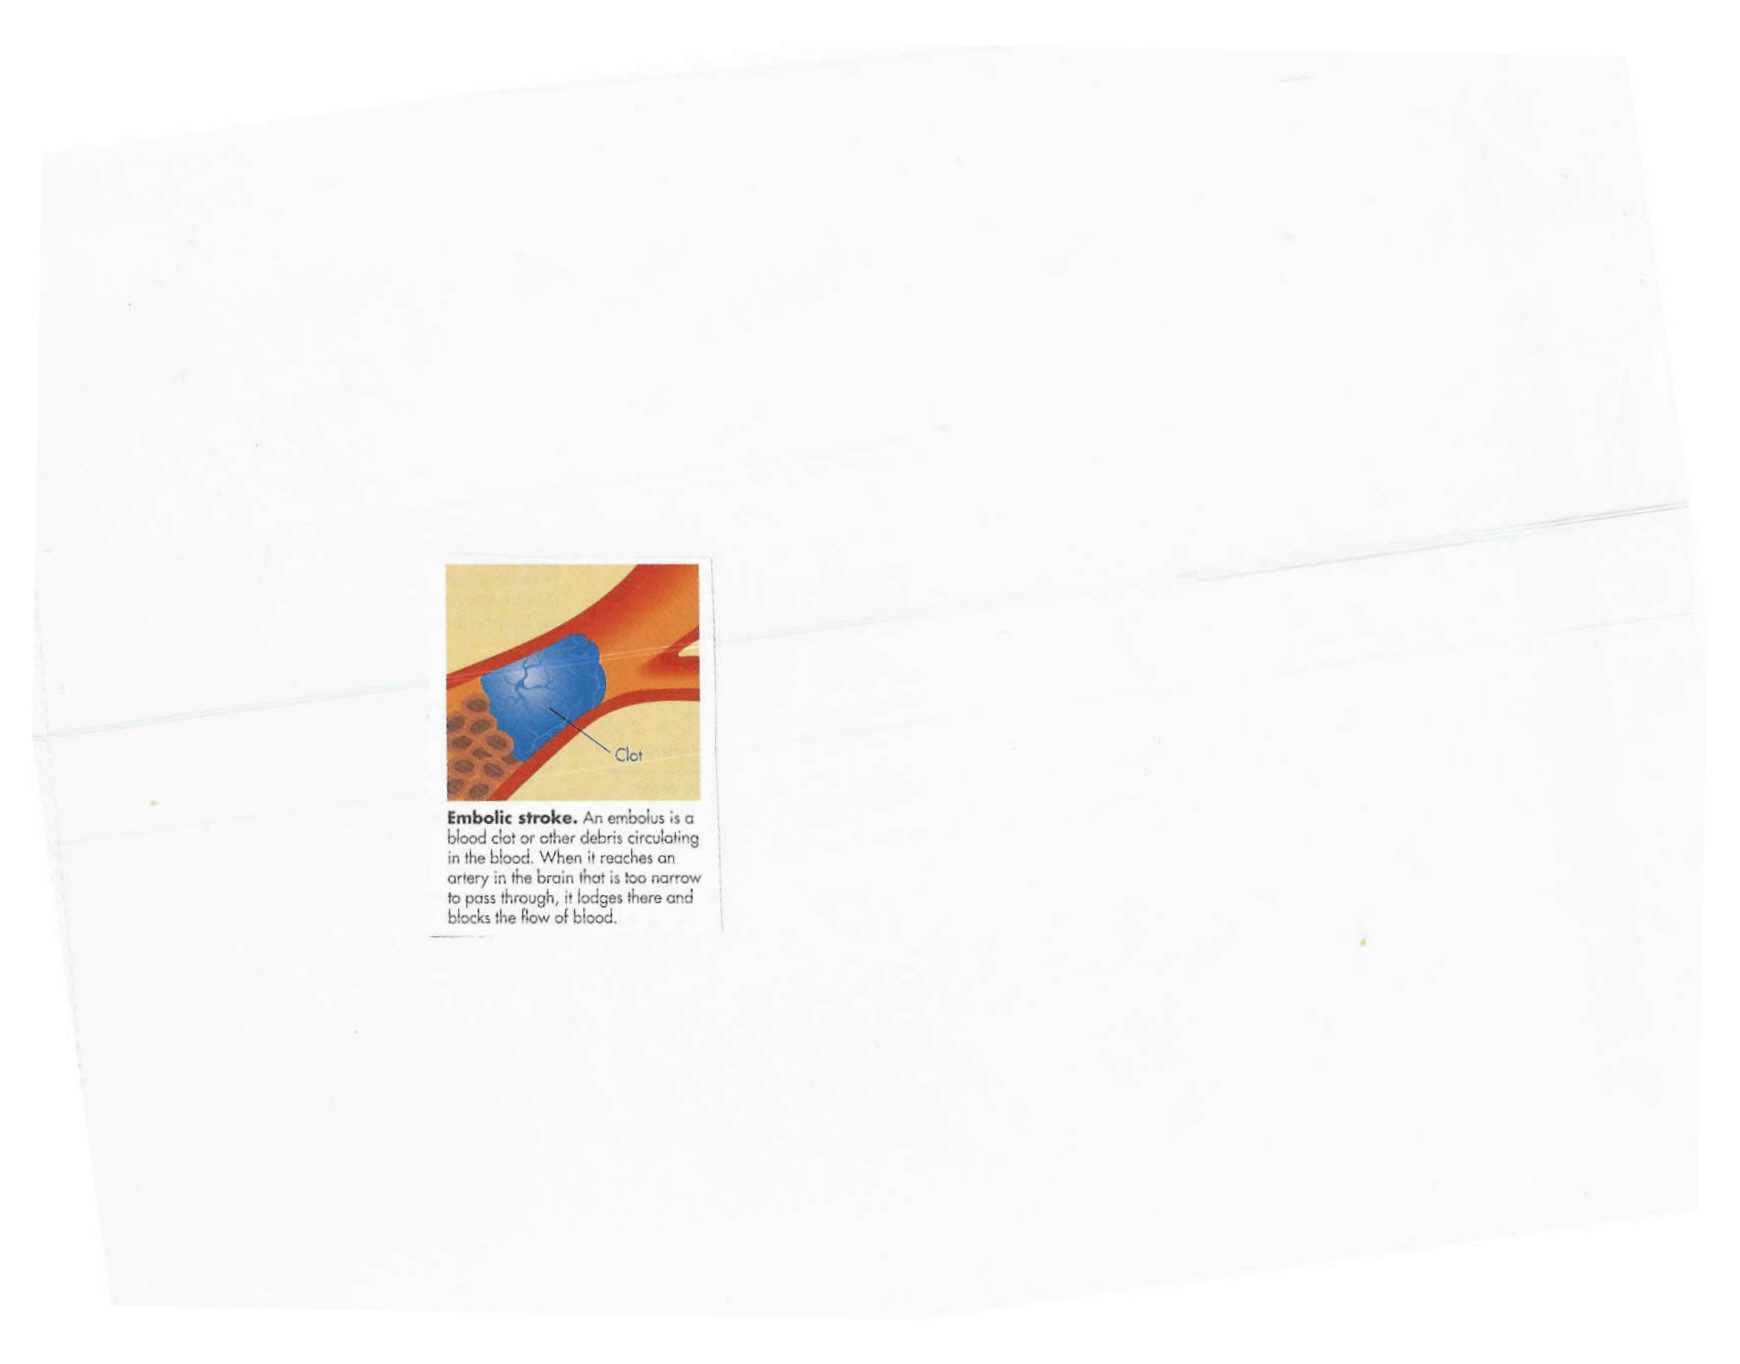 Clot
Embolic stroke. An embolus is a
blood clot or other debris circulating
in the blood. When it reaches an
artery in the brain that is too narrow
to pass through, it lodges there and
blocks the flow of blood.